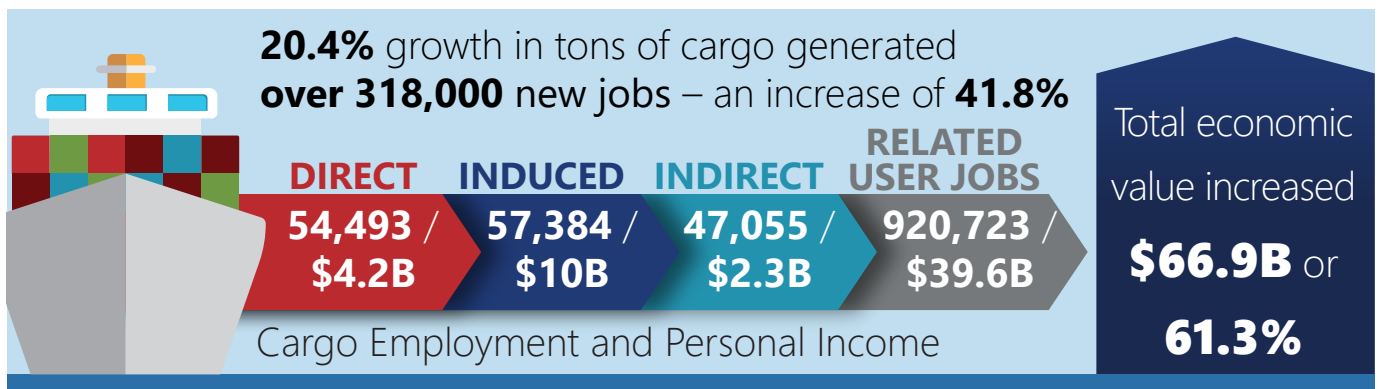 20.4% growth in tons of cargo generated
over 318,000 new jobs – an increase of 41.8%
DIRECT
54,493 /
$4.2B
INDUCED
57,384 /
$10B
INDIRECT
47,055 /
$2.3B
RELATED
USER JOBS
920,723 /
$39.6B
Cargo Employment and Personal Income
Total economic
value increased
$66.9B or
61.3%